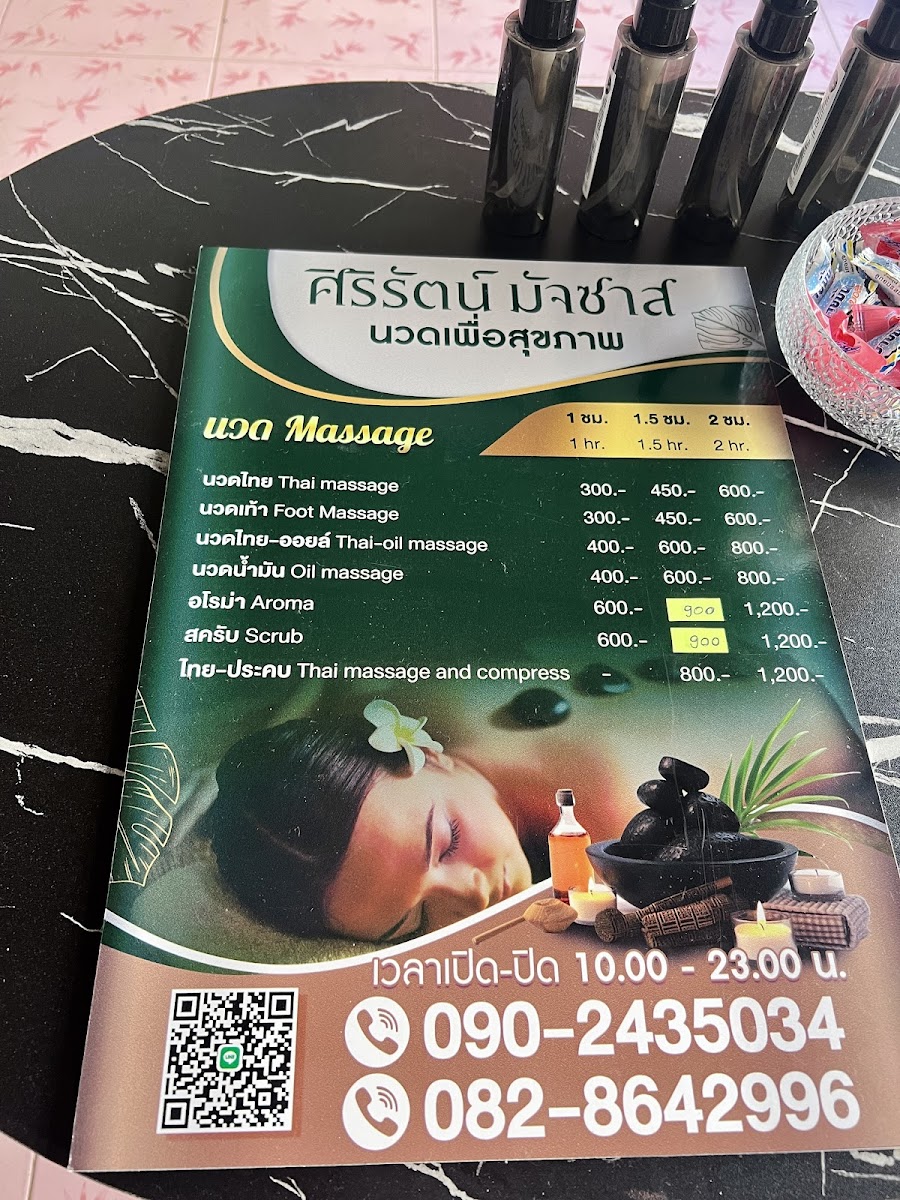 ศิริรัตน์ มัจซาส
นวดเพื่อสุขภาพ
นวด Massage
1 ชม. 1.5 ชม. 2 ชม.
1 hr. 1.5 hr. 2 hr.
นวดไทย Thai massage 300.- 450.- 600.-
นวดเท้า Foot Massage 300.- 450.- 600.-
นวดไทย-ออยล์ Thai-oil massage 400.- 600.- 800.-
นวดน้ำมัน Oil massage 400.- 600.- 800.-
อโรม่า Aroma 600.- 900 1,200.-
สครับ Scrub 600.- 900 1,200.-
ไทย-ประคบ Thai massage and compress - 800.- 1,200.-
เวลาเปิด-ปิด 10.00 - 23.00 น.
090-2435034
082-8642996
LINE